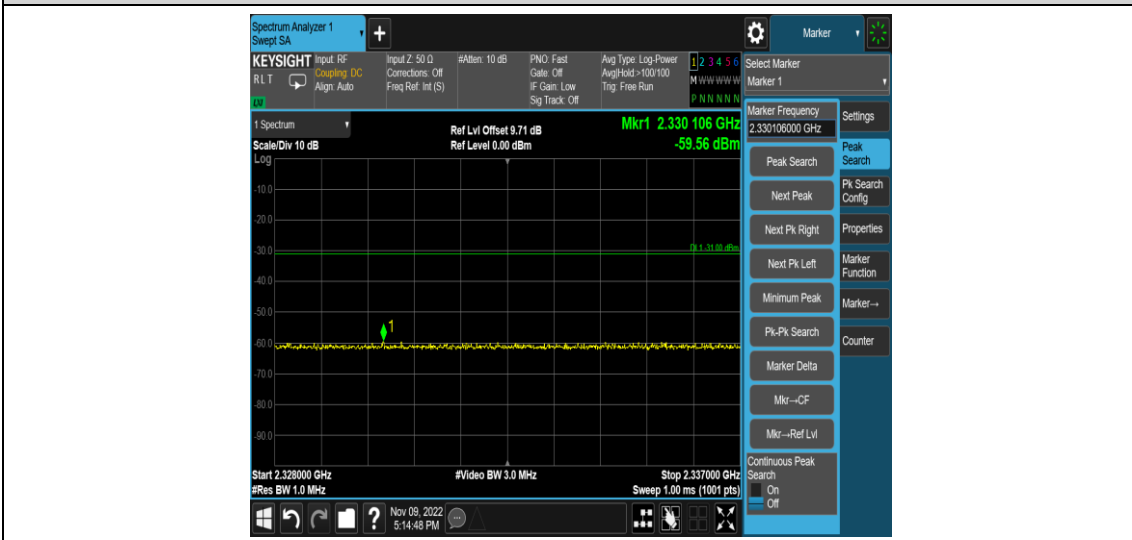 Spectrum Analyzer 1
Swept SA
+
Marker
KEYSIGHT
RLT
LXI
Input: RF
Coupling: DC
Align: Auto
Input Z: 50 Ω
Corrections: Off
Freq Ref: Int (S)
#Atten: 10 dB
PNO: Fast
Gate: Off
IF Gain: Low
Sig Track: Off
Avg Type: Log-Power
Avg|Hold:>100/100
Trig: Free Run
1 2 3 4 5 6
M W W W W W
P N N N N N
Select Marker
Marker 1
1 Spectrum
Scale/Div 10 dB
Log
Ref Lvl Offset 9.71 dB
Ref Level 0.00 dBm
Mkr1 2.330 106 GHz
-59.56 dBm
-10.0
-20.0
-30.0
-40.0
-50.0
-60.0
-70.0
-80.0
-90.0
DL1 -31.00 dBm
1
Start 2.328000 GHz
#Res BW 1.0 MHz
#Video BW 3.0 MHz
Stop 2.337000 GHz
Sweep 1.00 ms (1001 pts)
Marker Frequency
2.330106000 GHz
Peak Search
Next Peak
Next Pk Right
Next Pk Left
Minimum Peak
Pk-Pk Search
Marker Delta
Mkr→CF
Mkr→Ref Lvl
Continuous Peak
Search
On
Off
Settings
Peak
Search
Pk Search
Config
Properties
Marker
Function
Marker→
Counter
?
Nov 09, 2022
5:14:48 PM